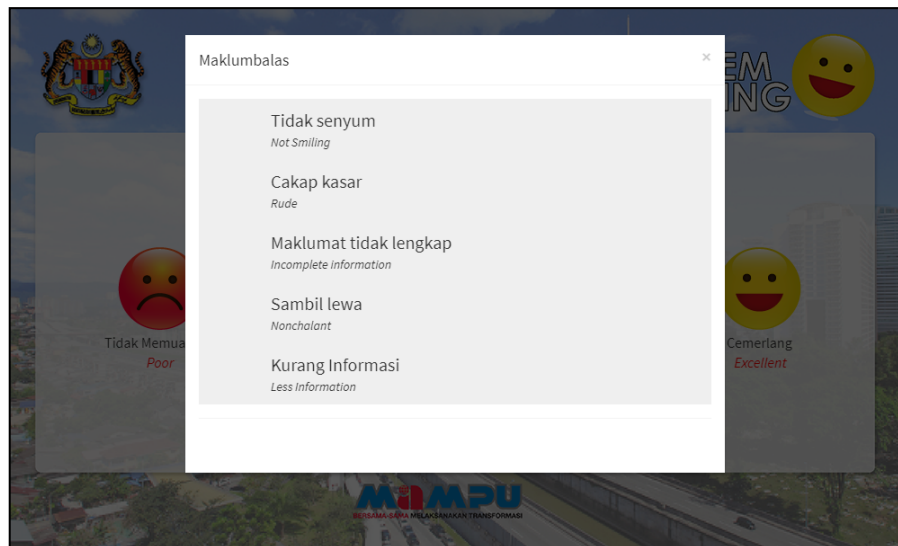 Maklumbalas
×
EM
ING
Tidak senyum
Not Smiling
Cakap kasar
Rude
Maklumat tidak lengkap
Incomplete information
Sambil lewa
Nonchalant
Kurang Informasi
Less Information
Tidak Memua
Poor
Cemerlang
Excellent
MAMPU
BERSAMA-SAMA MELAKSANAKAN TRANSFORMASI